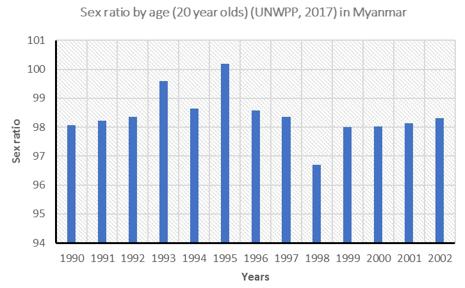 Sex ratio by age (20 year olds) (UNWPP, 2017) in Myanmar
101
100
99
98
97
96
95
94
Sex ratio
1990 1991 1992 1993 1994 1995 1996 1997 1998 1999 2000 2001 2002
Years